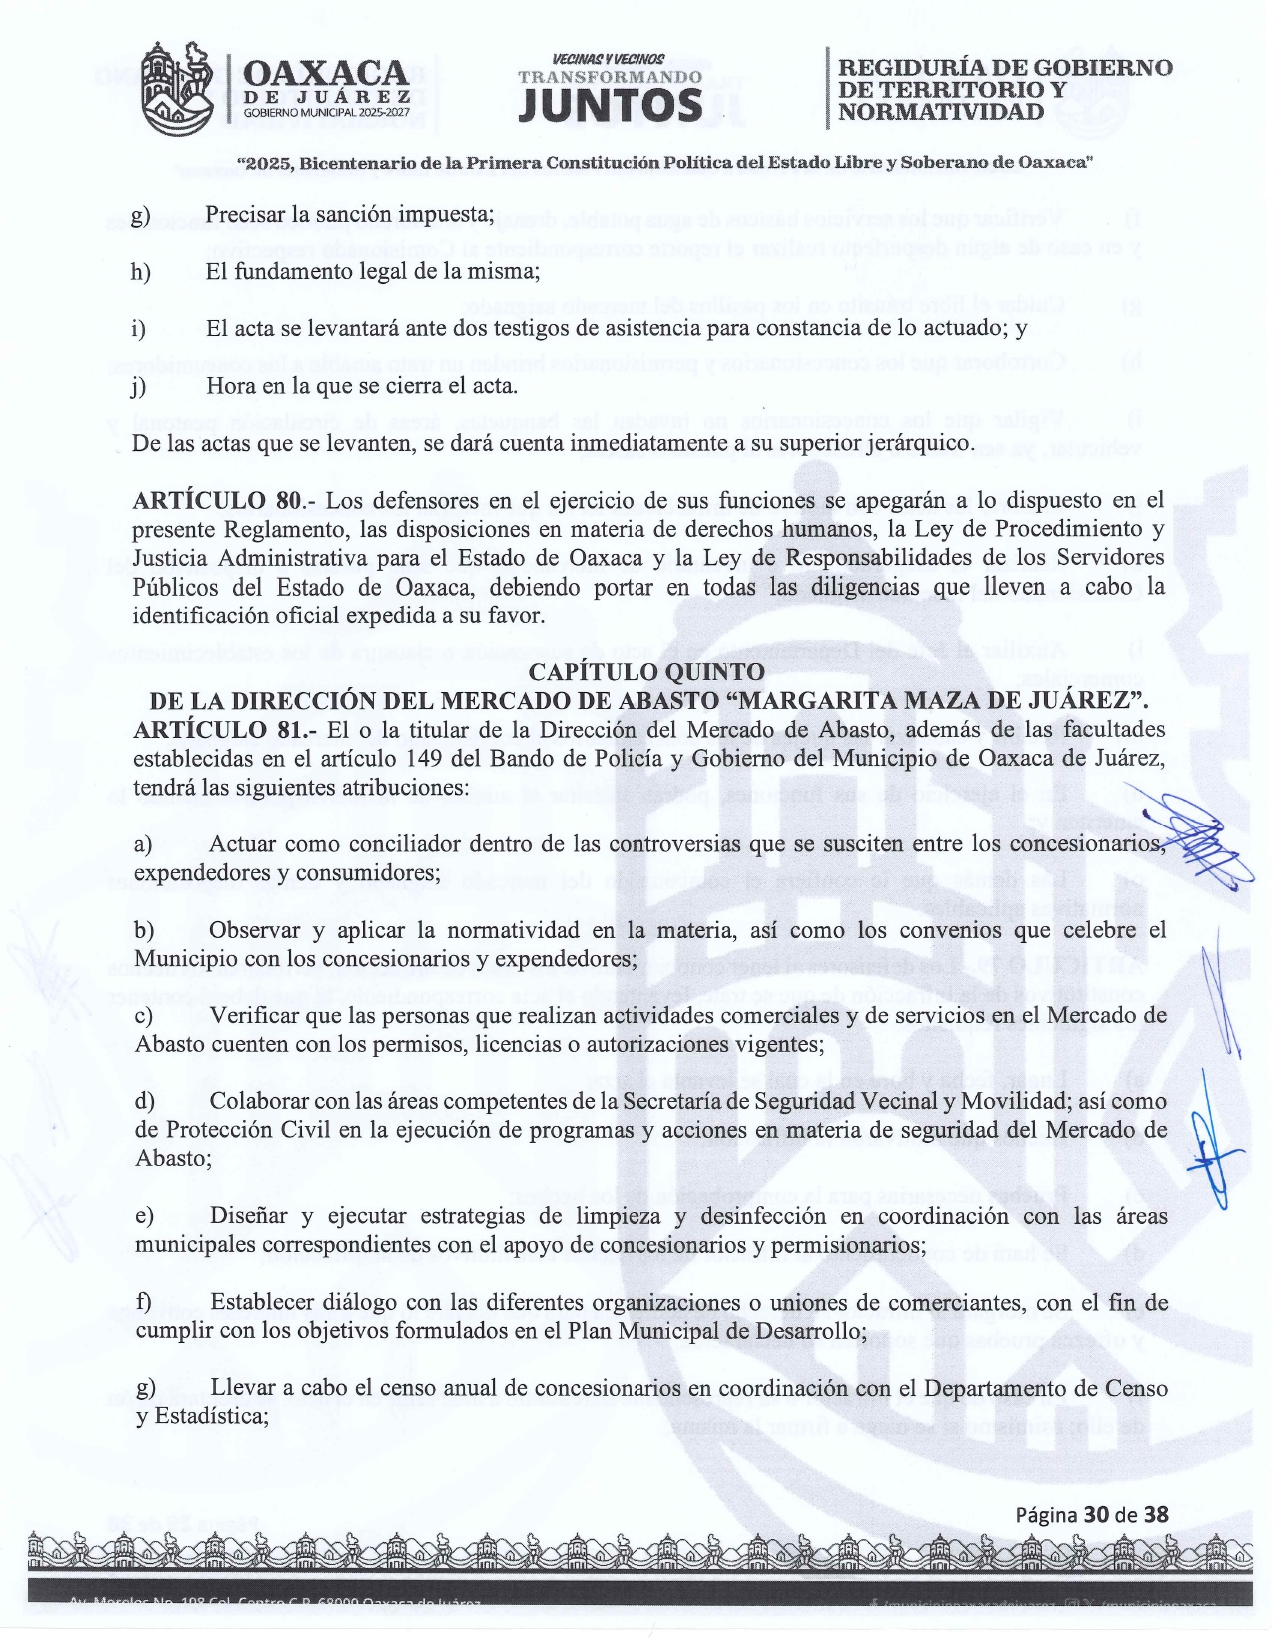 OAXACA
DE JUÁREZ
GOBIERNO MUNICIPAL 2025-2027
VECINAS Y VECINOS
TRANSFORMANDO
JUNTOS
REGIDURÍA DE GOBIERNO
DE TERRITORIO Y
NORMATIVIDAD
"2025, Bicentenario de la Primera Constitución Política del Estado Libre y Soberano de Oaxaca"
g) Precisar la sanción impuesta;
h) El fundamento legal de la misma;
i) El acta se levantará ante dos testigos de asistencia para constancia de lo actuado; y
j) Hora en la que se cierra el acta.
De las actas que se levanten, se dará cuenta inmediatamente a su superior jerárquico.
ARTÍCULO 80.- Los defensores en el ejercicio de sus funciones se apegarán a lo dispuesto en el
presente Reglamento, las disposiciones en materia de derechos humanos, la Ley de Procedimiento y
Justicia Administrativa para el Estado de Oaxaca y la Ley de Responsabilidades de los Servidores
Públicos del Estado de Oaxaca, debiendo portar en todas las diligencias que lleven a cabo la
identificación oficial expedida a su favor.
CAPÍTULO QUINTO
DE LA DIRECCIÓN DEL MERCADO DE ABASTO “MARGARITA MAZA DE JUÁREZ”.
ARTÍCULO 81.- El o la titular de la Dirección del Mercado de Abasto, además de las facultades
establecidas en el artículo 149 del Bando de Policía y Gobierno del Municipio de Oaxaca de Juárez,
tendrá las siguientes atribuciones:
a) Actuar como conciliador dentro de las controversias que se susciten entre los concesionarios,
expendedores y consumidores;
b) Observar y aplicar la normatividad en la materia, así como los convenios que celebre el
Municipio con los concesionarios y expendedores;
c) Verificar que las personas que realizan actividades comerciales y de servicios en el Mercado de
Abasto cuenten con los permisos, licencias o autorizaciones vigentes;
d) Colaborar con las áreas competentes de la Secretaría de Seguridad Vecinal y Movilidad; así como
de Protección Civil en la ejecución de programas y acciones en materia de seguridad del Mercado de
Abasto;
e) Diseñar y ejecutar estrategias de limpieza y desinfección en coordinación con las áreas
municipales correspondientes con el apoyo de concesionarios y permisionarios;
f) Establecer diálogo con las diferentes organizaciones o uniones de comerciantes, con el fin de
cumplir con los objetivos formulados en el Plan Municipal de Desarrollo;
g) Llevar a cabo el censo anual de concesionarios en coordinación con el Departamento de Censo
y Estadística;
Página 30 de 38
Av. Morelos No. 108 Col. Centro C.P. 68000 Oaxaca de Juárez